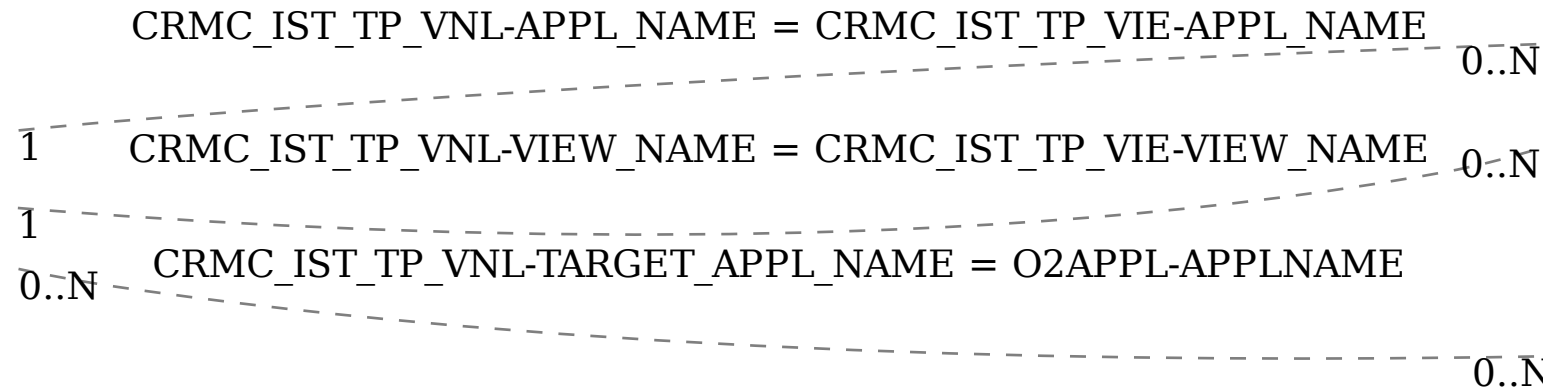 CRMC_IST_TP_VNL-APPL_NAME = CRMC_IST_TP_VIE-APPL_NAME
0..N
1
CRMC_IST_TP_VNL-VIEW_NAME = CRMC_IST_TP_VIE-VIEW_NAME
0..N
1
CRMC_IST_TP_VNL-TARGET_APPL_NAME = O2APPL-APPLNAME
0..N
0..N